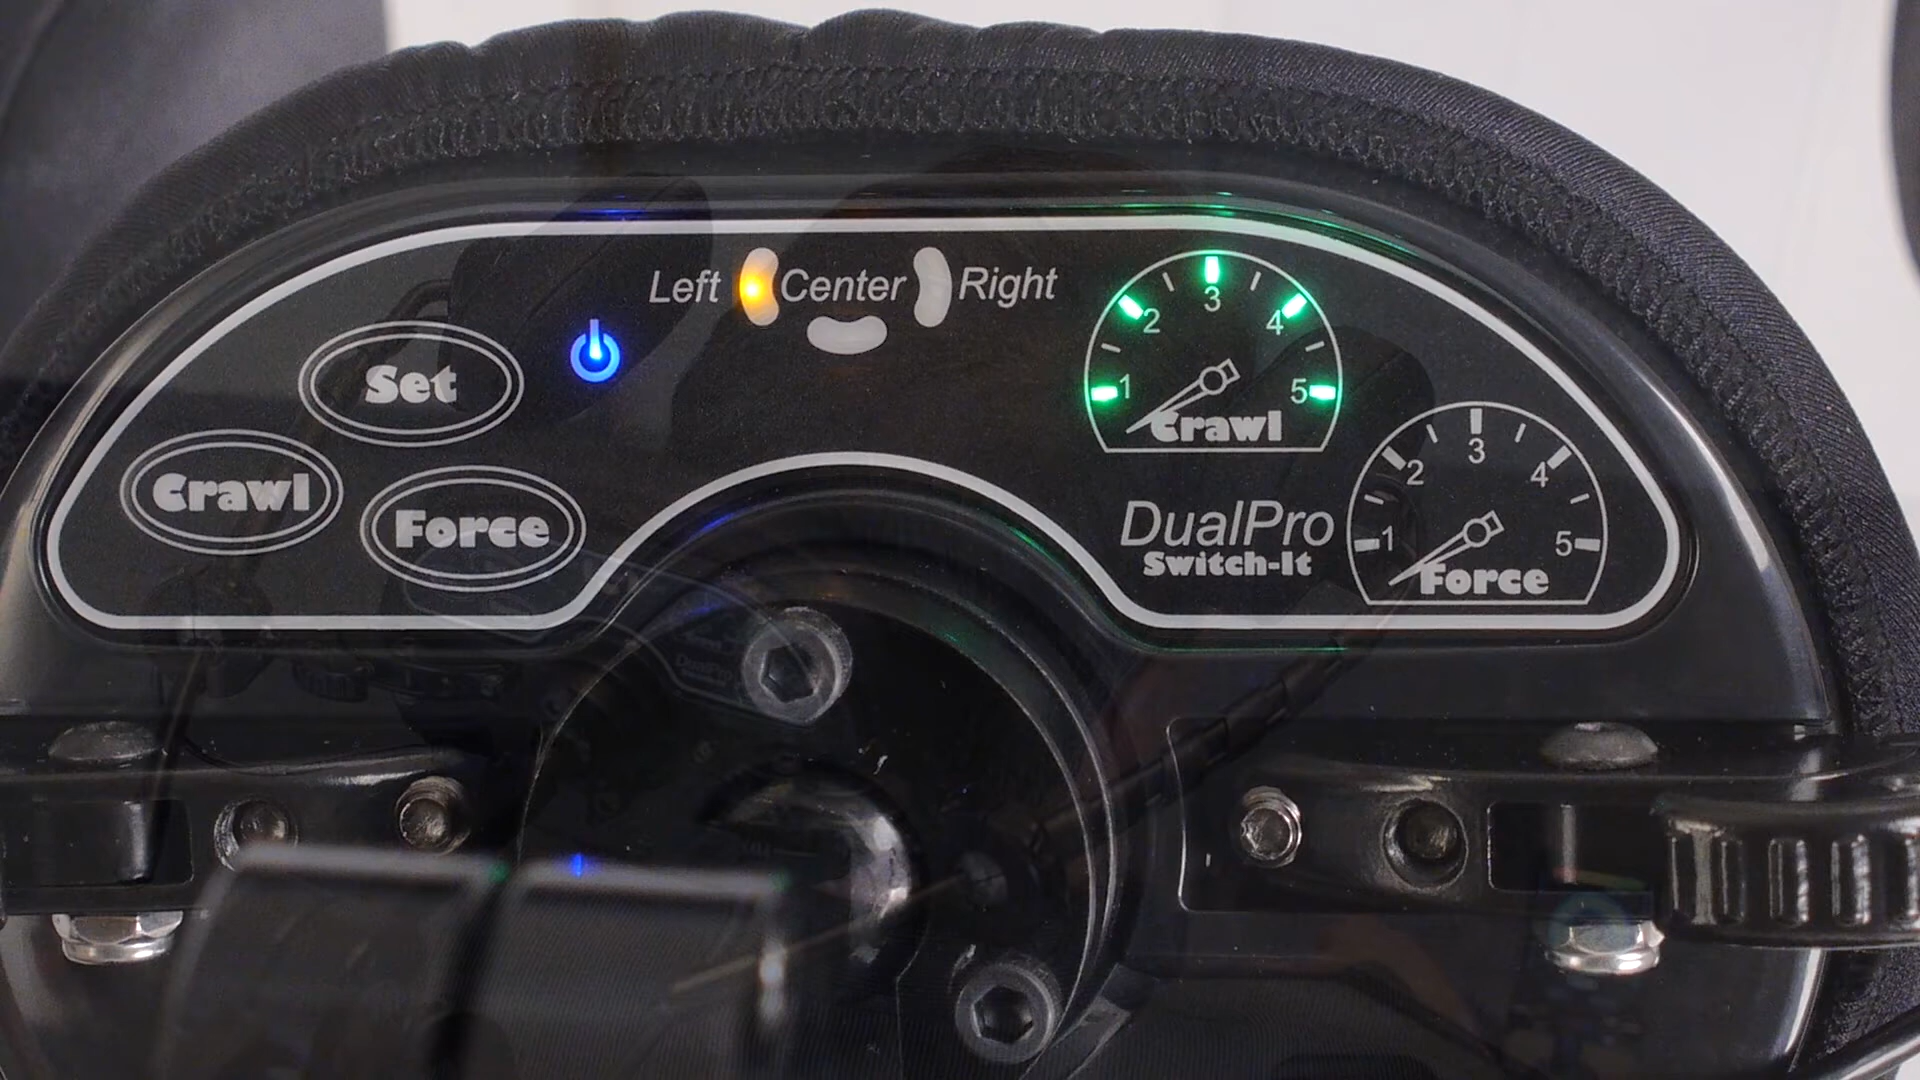 Left Center Right
Set
Crawl
Force
1 2 3 4 5
Crawl
DualPro
Switch-It
1 2 3 4 5
Force
DualPro